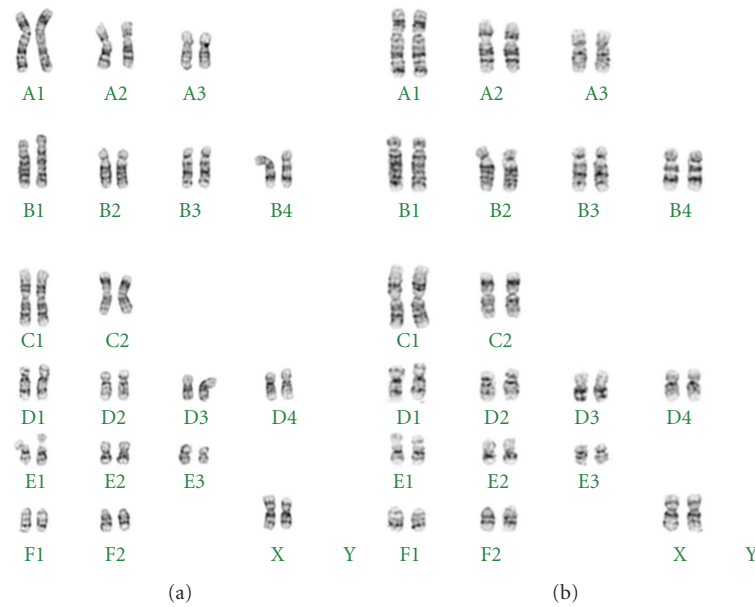 A1 A2 A3 A1 A2 A3
B1 B2 B3 B4 B1 B2 B3 B4
C1 C2 C1 C2
D1 D2 D3 D4 D1 D2 D3 D4
E1 E2 E3 E1 E2 E3
F1 F2 X Y F1 F2 X Y
(a) (b)